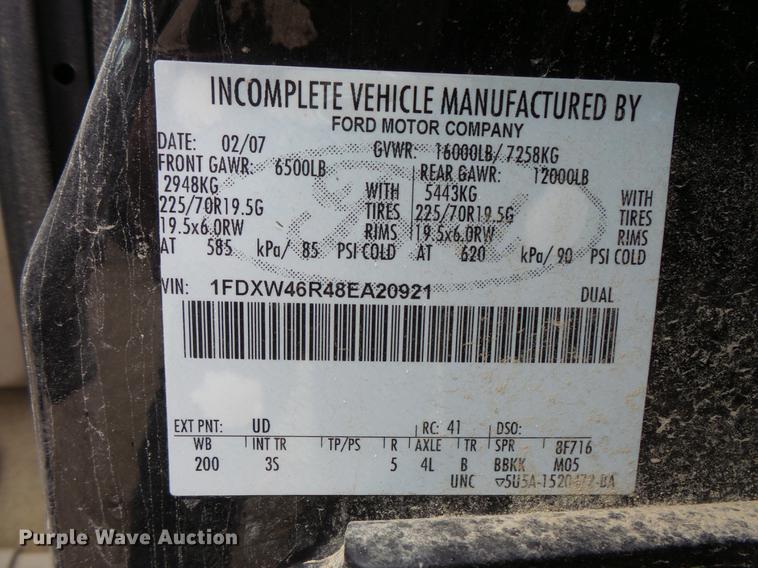 INCOMPLETE VEHICLE MANUFACTURED BY
FORD MOTOR COMPANY
DATE: 02/07 GVWR: 16000LB/ 7258KG
FRONT GAWR: 6500LB REAR GAWR: 12000LB
2948KG WITH 5443KG WITH
225/70R19.5G TIRES 225/70R19.5G TIRES
19.5x6.0RW RIMS 19.5x6.0RW RIMS
AT 585 kPa/ 85 PSI COLD AT 620 kPa/ 90 PSI COLD
VIN: 1FDXW46R48EA20921 DUAL
EXT PNT: UD RC: 41 DSO:
WB INT TR TP/PS R AXLE TR SPR 8F716
200 3S 5 4L B BBKK M05
UNC ▽5U5A-1520472-BA
Purple Wave Auction